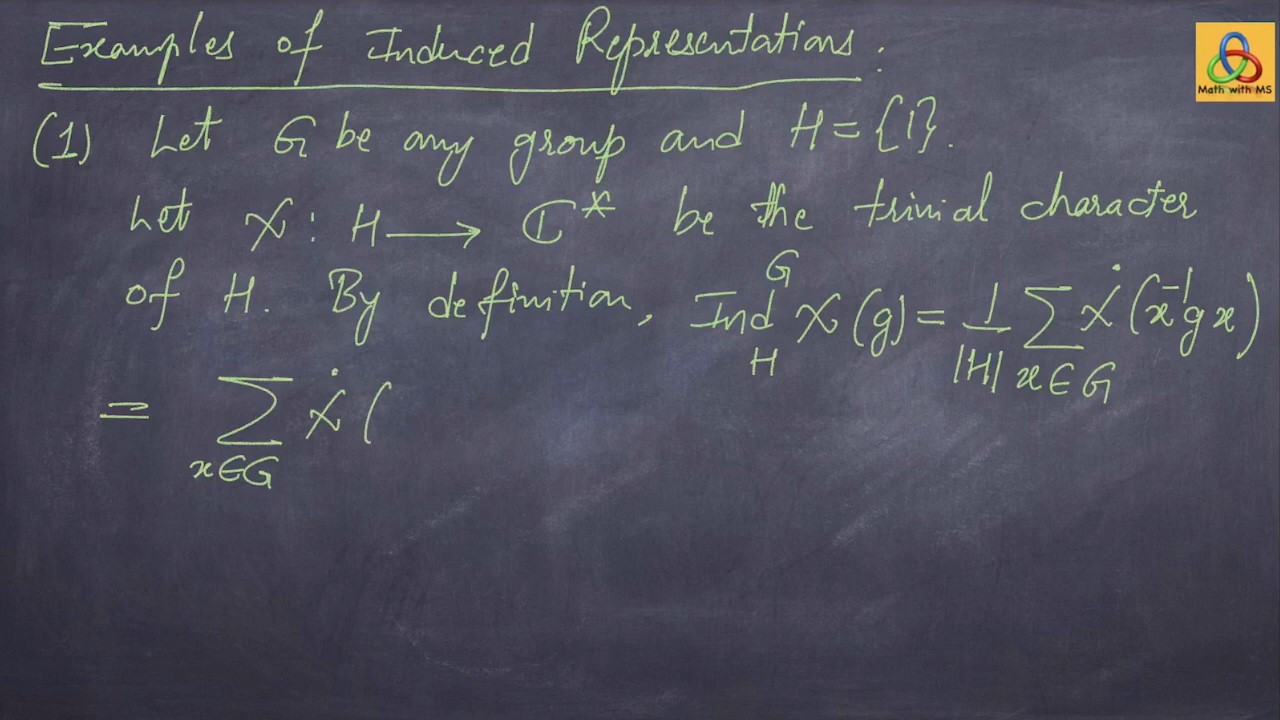 Examples of Induced Representations.
Math with MS
(1) Let G be any group and H = {1}.
Let χ : H ⟶ ℂ* be the trivial character
of H. By definition, Ind_H^G χ(g) = 1/|H| ∑_{x∈G} χ̇(x⁻¹gx)
= ∑_{x∈G} χ̇(